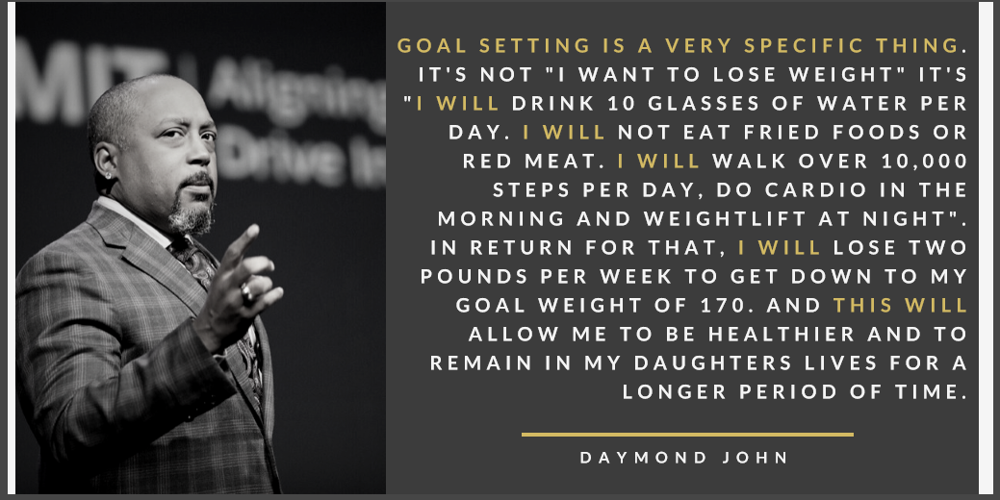 MIT | Aligning
Drive In
GOAL SETTING IS A VERY SPECIFIC THING.
IT'S NOT "I WANT TO LOSE WEIGHT" IT'S
"I WILL DRINK 10 GLASSES OF WATER PER
DAY. I WILL NOT EAT FRIED FOODS OR
RED MEAT. I WILL WALK OVER 10,000
STEPS PER DAY, DO CARDIO IN THE
MORNING AND WEIGHTLIFT AT NIGHT".
IN RETURN FOR THAT, I WILL LOSE TWO
POUNDS PER WEEK TO GET DOWN TO MY
GOAL WEIGHT OF 170. AND THIS WILL
ALLOW ME TO BE HEALTHIER AND TO
REMAIN IN MY DAUGHTERS LIVES FOR A
LONGER PERIOD OF TIME.
DAYMOND JOHN